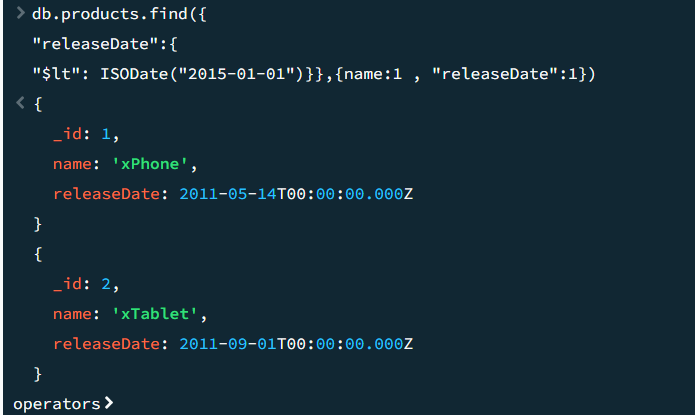 > db.products.find({
"releaseDate":{
"$lt": ISODate("2015-01-01")}},{name:1 , "releaseDate":1})
< {
_id: 1,
name: 'xPhone',
releaseDate: 2011-05-14T00:00:00.000Z
}
{
_id: 2,
name: 'xTablet',
releaseDate: 2011-09-01T00:00:00.000Z
}
operators>